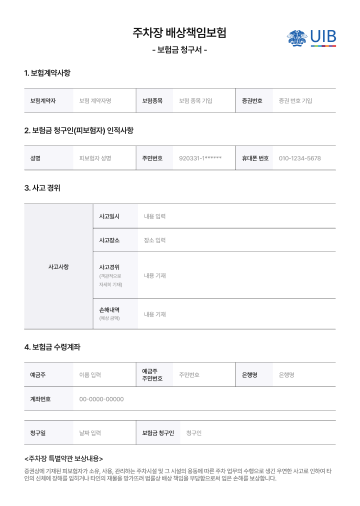 주차장 배상책임보험
- 보험금 청구서 -
UIB
1. 보험계약사항
보험계약자 보험 계약자명 보험종목 보험 종목 기입 증권번호 증권 번호 기입
2. 보험금 청구인(피보험자) 인적사항
성명 피보험자 성명 주민번호 920331-1****** 휴대폰 번호 010-1234-5678
3. 사고 경위
사고사항
사고일시 내용 입력
사고장소 장소 입력
사고경위 내용 기재
(객관적으로
자세히 기재)
손해내역 내용 기재
(예상 금액)
4. 보험금 수령계좌
예금주 이름 입력 예금주 주민번호 은행명 은행명
주민번호
계좌번호 00-0000-00000
청구일 날짜 입력 보험금 청구인 청구인
<주차장 특별약관 보상내용>
증권상에 기재된 피보험자가 소유, 사용, 관리하는 주차시설 및 그 시설의 용동에 따른 주차 업무의 수행으로 생긴 우연한 사고로 인하여 타
인의 신체에 장해를 입히거나 타인의 재물을 망가뜨려 법률상 배상 책임을 부담함으로써 입은 손해를 보상합니다.